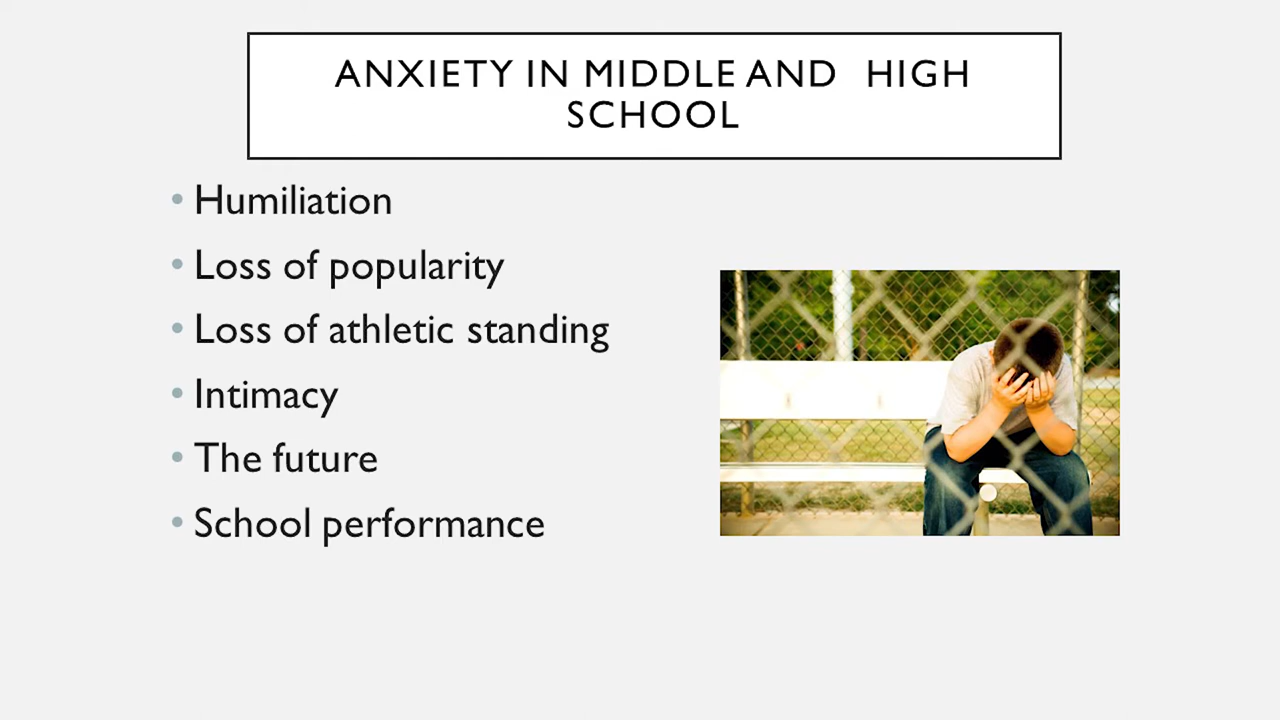 ANXIETY IN MIDDLE AND HIGH
SCHOOL
• Humiliation
• Loss of popularity
• Loss of athletic standing
• Intimacy
• The future
• School performance